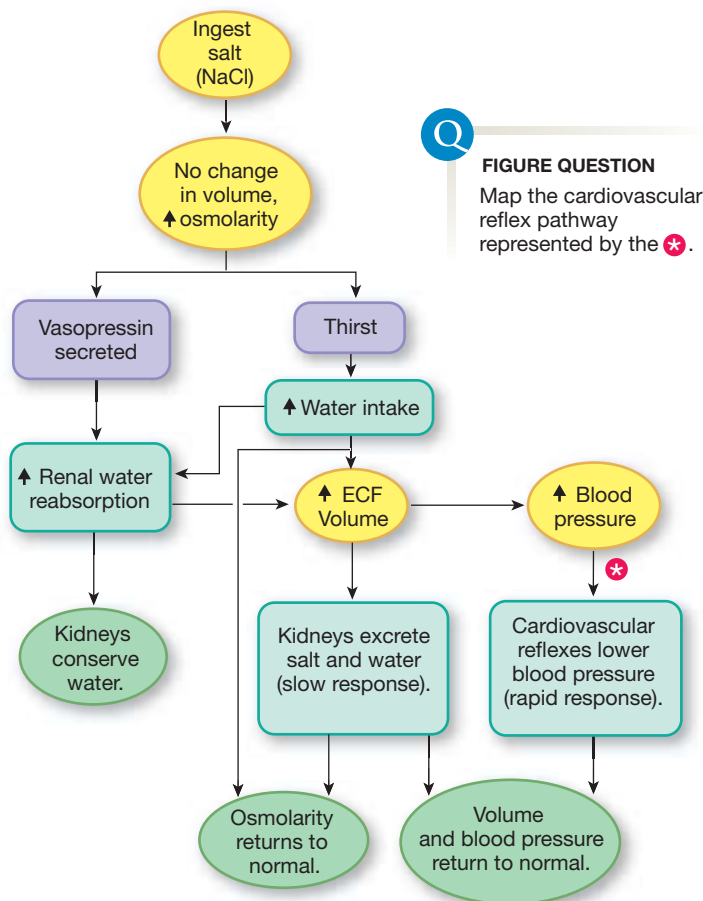 Ingest
salt
(NaCl)
No change
in volume,
↑ osmolarity
Q
FIGURE QUESTION
Map the cardiovascular
reflex pathway
represented by the *.
Vasopressin
secreted
Thirst
↑ Water intake
↑ Renal water
reabsorption
↑ ECF
Volume
↑ Blood
pressure
*
Kidneys
conserve
water.
Kidneys excrete
salt and water
(slow response).
Cardiovascular
reflexes lower
blood pressure
(rapid response).
Osmolarity
returns to
normal.
Volume
and blood pressure
return to normal.